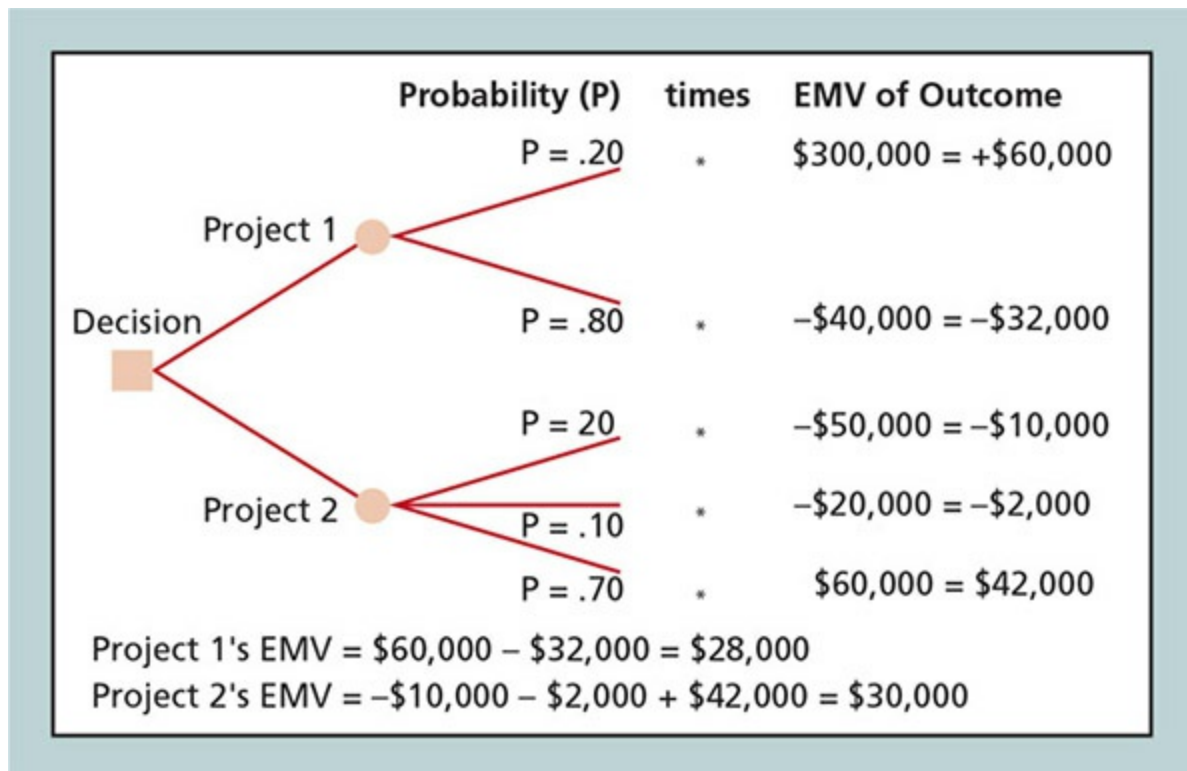 Probability (P) times EMV of Outcome
P = .20 * $300,000 = +$60,000
Project 1
P = .80 * –$40,000 = –$32,000
Decision
P = 20 * –$50,000 = –$10,000
Project 2
P = .10 * –$20,000 = –$2,000
P = .70 * $60,000 = $42,000
Project 1's EMV = $60,000 – $32,000 = $28,000
Project 2's EMV = –$10,000 – $2,000 + $42,000 = $30,000